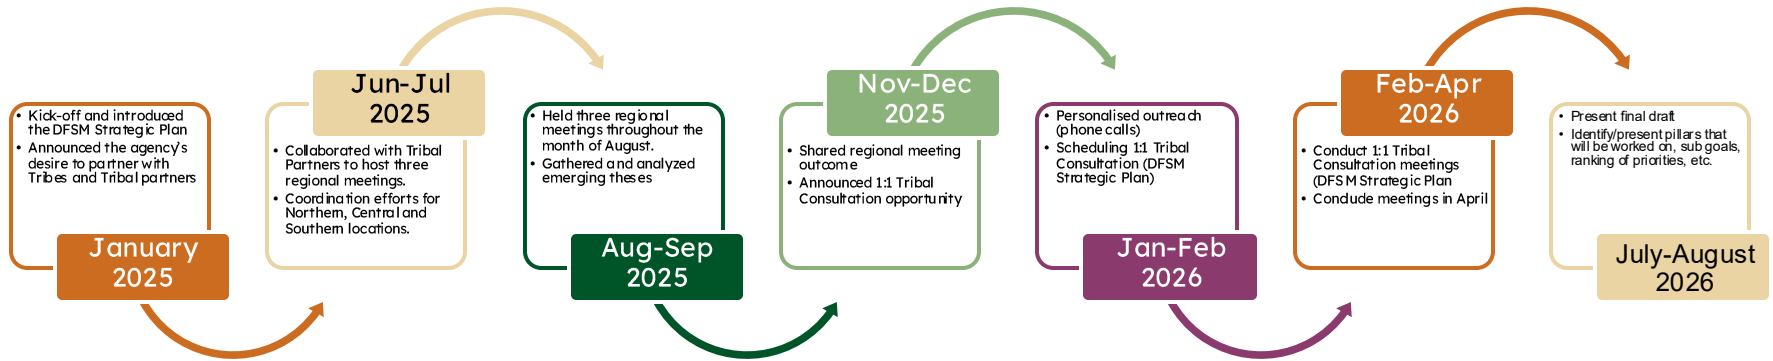 • Kick-off and introduced
the DFSM Strategic Plan
• Announced the agency's
desire to partner with
Tribes and Tribal partners
January
2025
Jun-Jul
2025
• Collaborated with Tribal
Partners to host three
regional meetings.
• Coordination efforts for
Northern, Central and
Southern locations.
• Held three regional
meetings throughout the
month of August.
• Gathered and analyzed
emerging theses
Aug-Sep
2025
Nov-Dec
2025
• Shared regional meeting
outcome
• Announced 1:1 Tribal
Consultation opportunity
• Personalised outreach
(phone calls)
• Scheduling 1:1 Tribal
Consultation (DFSM
Strategic Plan)
Jan-Feb
2026
Feb-Apr
2026
• Conduct 1:1 Tribal
Consultation meetings
(DFSM Strategic Plan
• Conclude meetings in April
• Present final draft
• Identify/present pillars that
will be worked on, sub goals,
ranking of priorities, etc.
July-August
2026